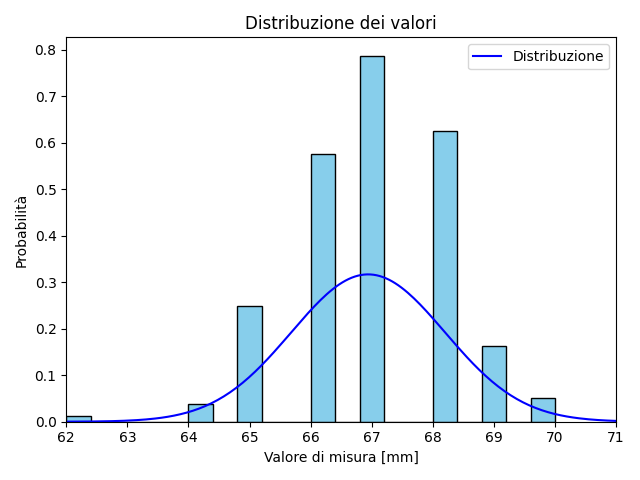 Distribuzione dei valori
Distribuzione
Probabilità
0.8
0.7
0.6
0.5
0.4
0.3
0.2
0.1
0.0
62 63 64 65 66 67 68 69 70 71
Valore di misura [mm]